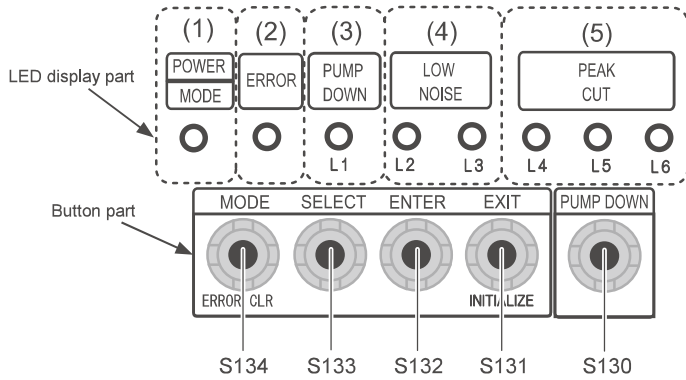 (1) (2) (3) (4) (5)
POWER
MODE
ERROR
PUMP
DOWN
LOW
NOISE
PEAK
CUT
LED display part
L1 L2 L3 L4 L5 L6
Button part
MODE SELECT ENTER EXIT PUMP DOWN
ERROR CLR INITIALIZE
S134 S133 S132 S131 S130